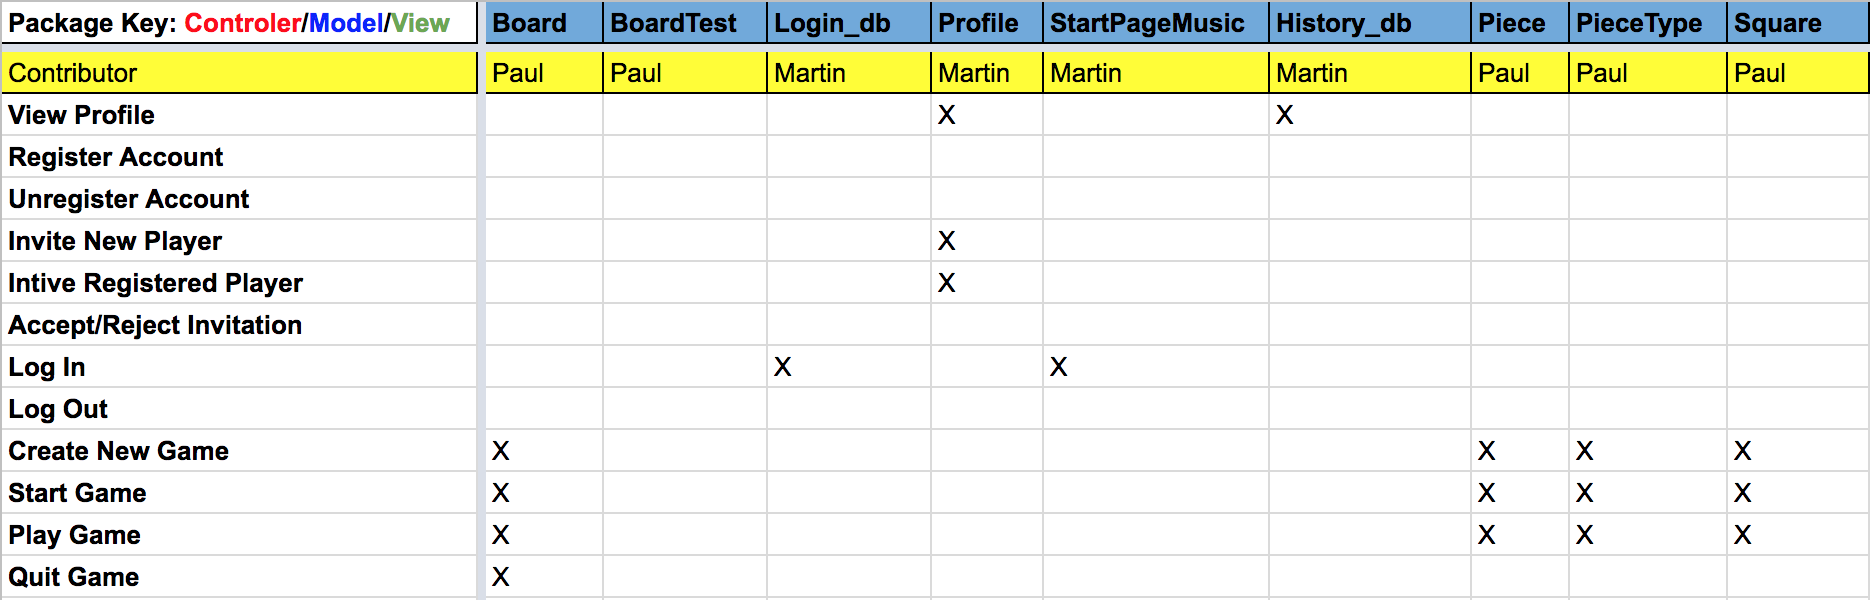 Package Key: Controler/Model/View Board BoardTest Login_db Profile StartPageMusic History_db Piece PieceType Square
Contributor Paul Paul Martin Martin Martin Martin Paul Paul Paul
View Profile X X
Register Account
Unregister Account
Invite New Player X
Intive Registered Player X
Accept/Reject Invitation
Log In X X
Log Out
Create New Game X X X X
Start Game X X X X
Play Game X X X X
Quit Game X